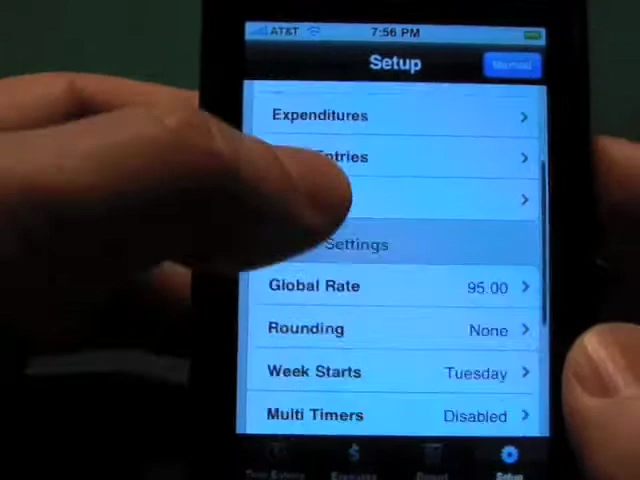 AT&T 7:56 PM
Setup Manual
Expenditures
Entries
Settings
Global Rate 95.00
Rounding None
Week Starts Tuesday
Multi Timers Disabled
Setup